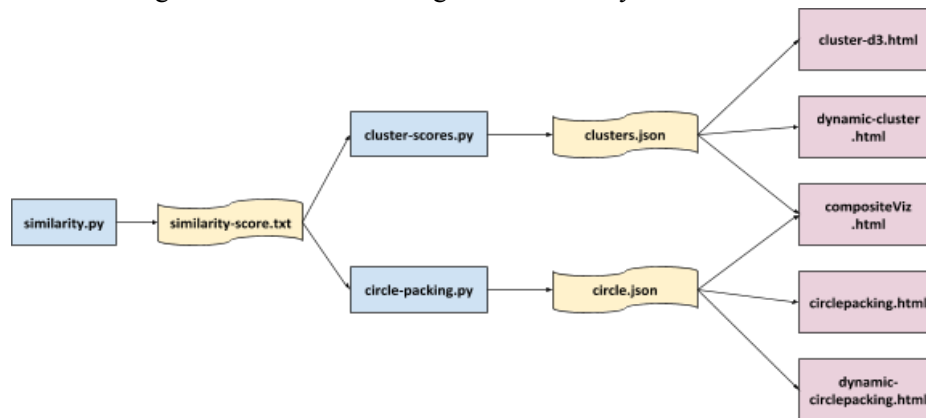 cluster-d3.html
dynamic-cluster
.html
cluster-scores.py
clusters.json
similarity.py
similarity-score.txt
compositeViz
.html
circle-packing.py
circle.json
circlepacking.html
dynamic-
circlepacking.html